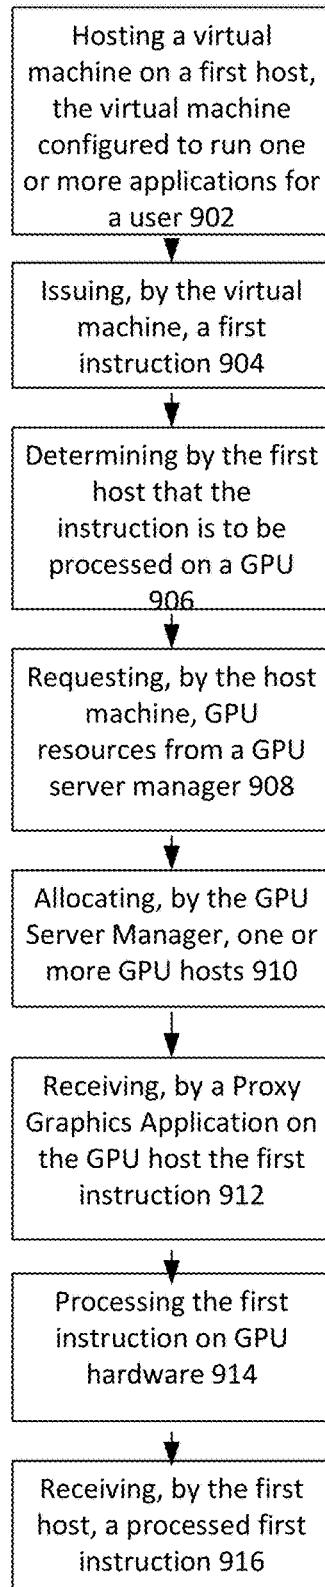 Hosting a virtual
machine on a first host,
the virtual machine
configured to run one
or more applications for
a user 902
Issuing, by the virtual
machine, a first
instruction 904
Determining by the first
host that the
instruction is to be
processed on a GPU
906
Requesting, by the host
machine, GPU
resources from a GPU
server manager 908
Allocating, by the GPU
Server Manager, one or
more GPU hosts 910
Receiving, by a Proxy
Graphics Application on
the GPU host the first
instruction 912
Processing the first
instruction on GPU
hardware 914
Receiving, by the first
host, a processed first
instruction 916